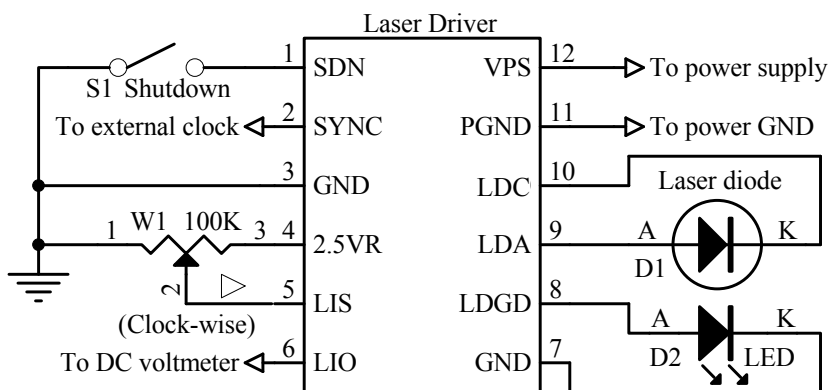 Laser Driver
1 SDN VPS 12 To power supply
S1 Shutdown
To external clock 2 SYNC PGND 11 To power GND
3 GND LDC 10 Laser diode
1 W1 100K 3 4 2.5VR LDA 9 A D1 K
2 5 LIS LDGD 8
(Clock-wise) A D2 LED K
To DC voltmeter 6 LIO GND 7